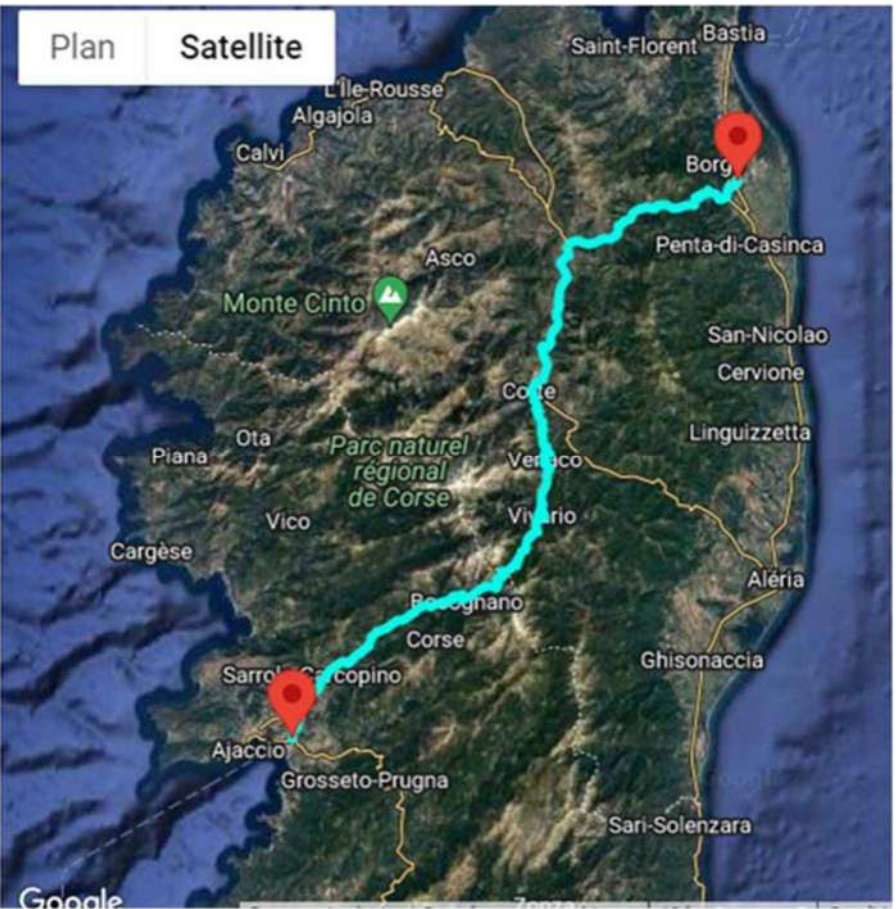 Plan
Satellite
Bastia
Saint-Florent
L'Île-Rousse
Algajola
Calvi
Penta-di-Casinca
Asco
Monte Cinto
San-Nicolao
Cervione
Ota
Linguizzetta
Piana
Parc naturel
régional
de Corse
Vico
Cargèse
Aléria
Corse
Ghisonaccia
Ajaccio
Grosseto-Prugna
Sari-Solenzara
Google